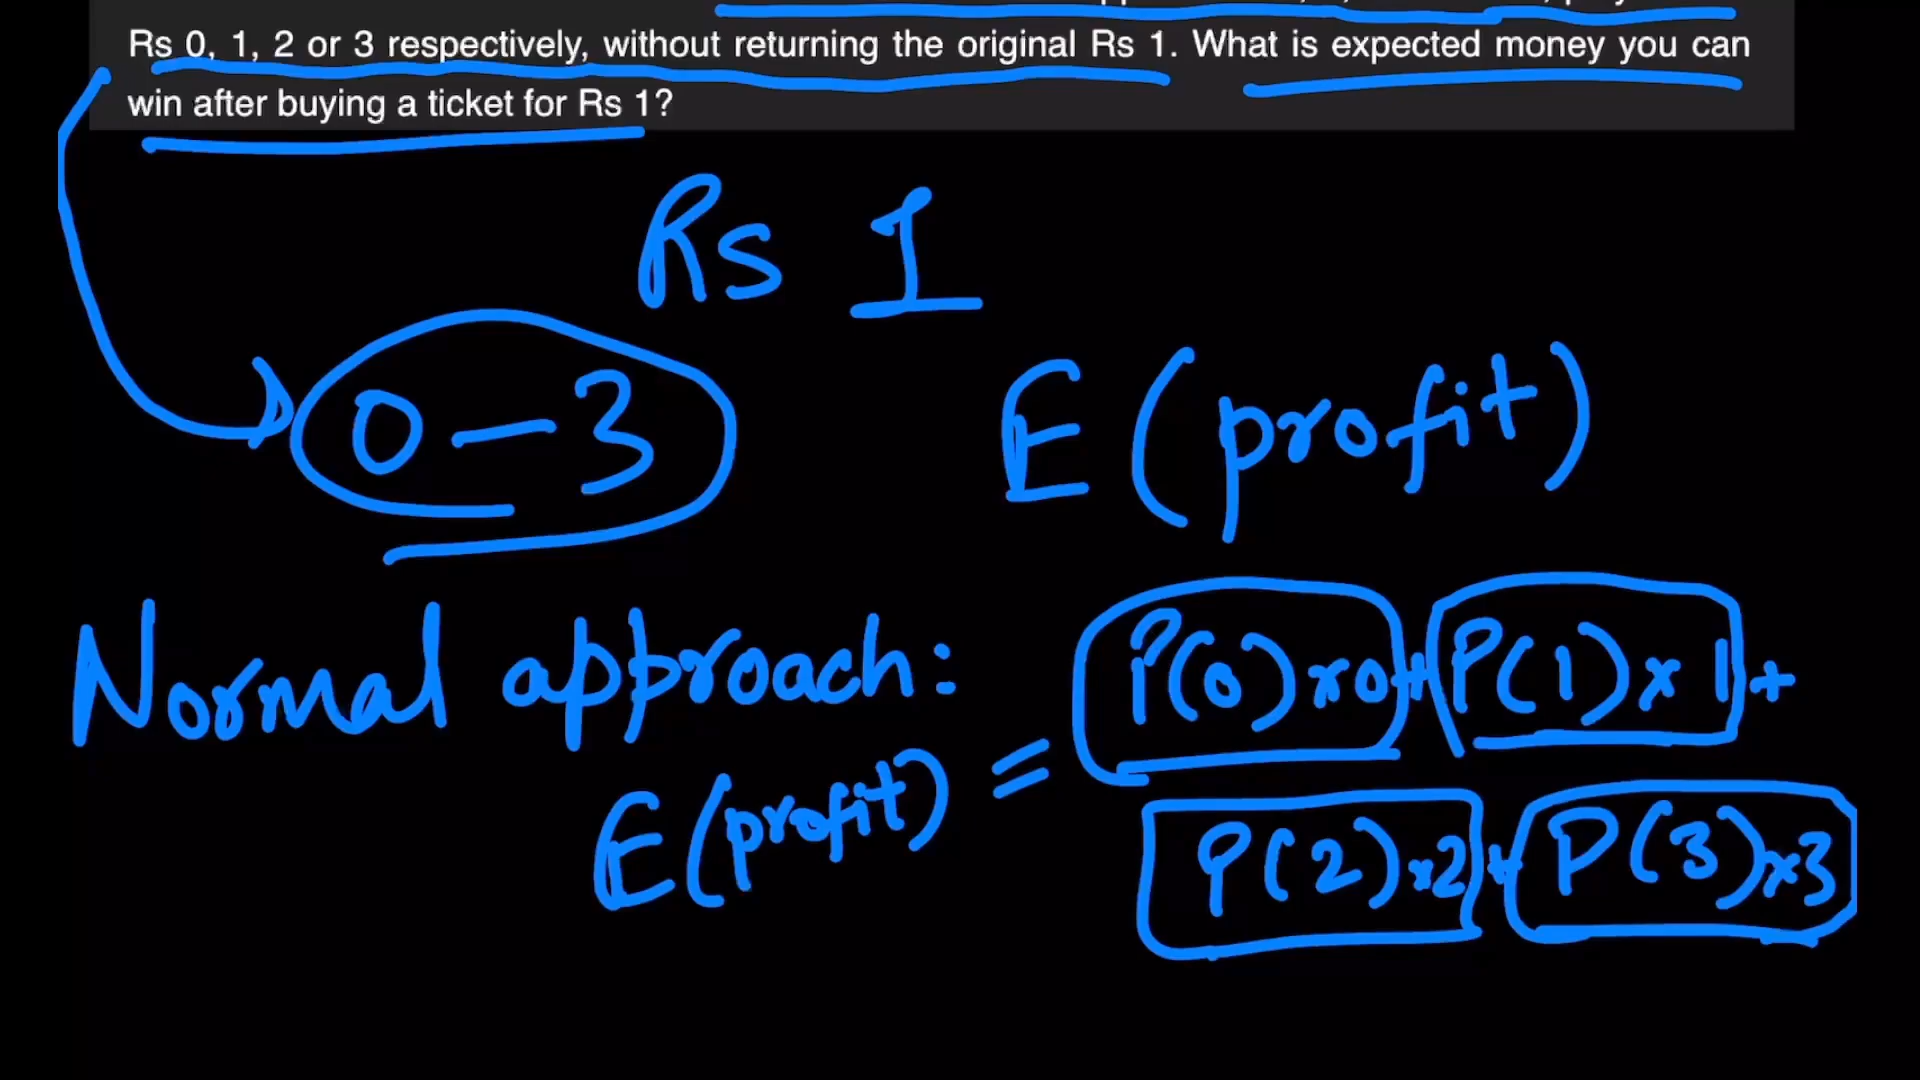 Rs 0, 1, 2 or 3 respectively, without returning the original Rs 1. What is expected money you can
win after buying a ticket for Rs 1?
Rs 1
0-3
E(profit)
Normal approach:
P(0)x0+P(1)x1+
E(profit) =
P(2)x2+P(3)x3